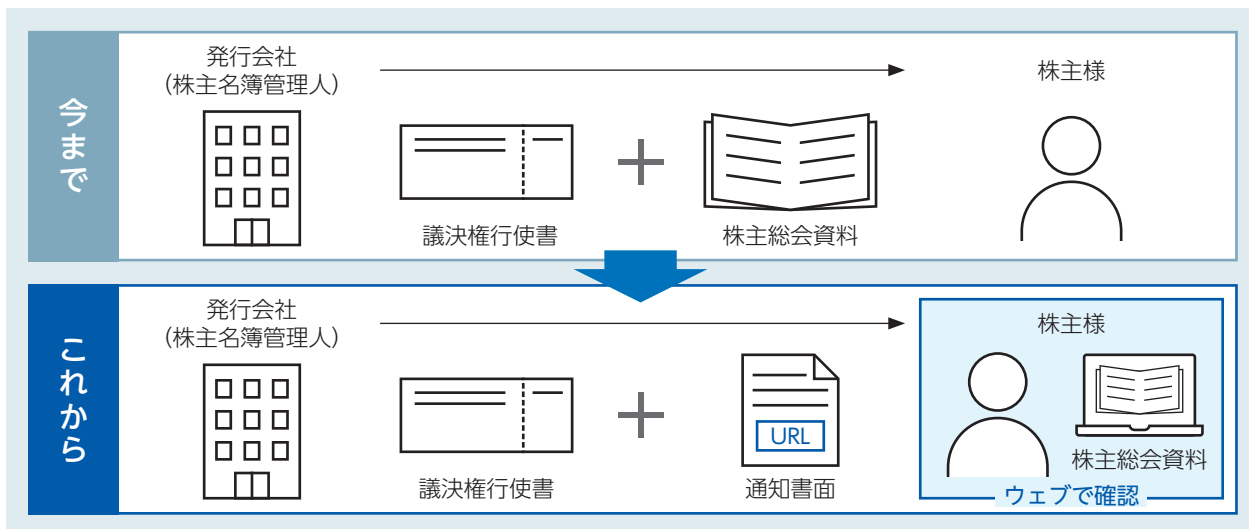 今まで
発行会社
（株主名簿管理人）
株主様
議決権行使書
株主総会資料
これから
発行会社
（株主名簿管理人）
株主様
URL
議決権行使書
通知書面
株主総会資料
ウェブで確認